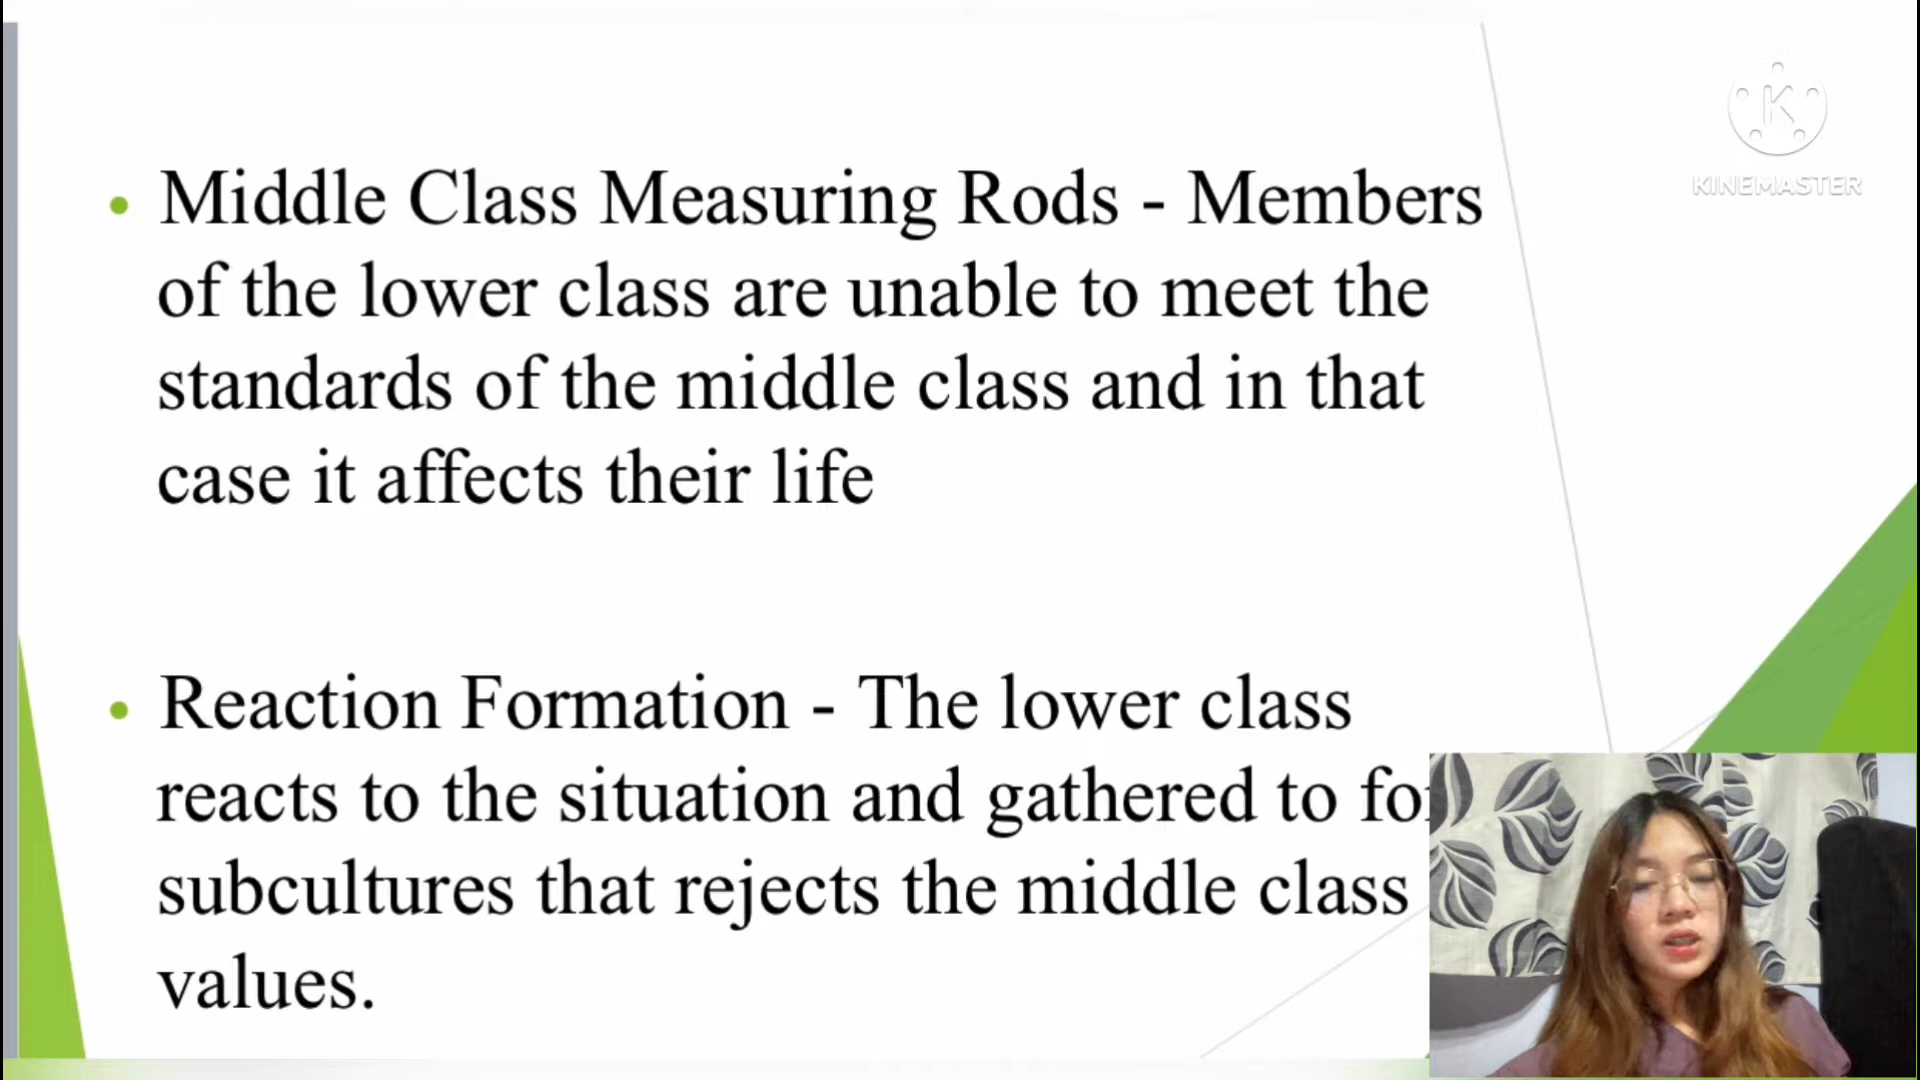 Middle Class Measuring Rods - Members
of the lower class are unable to meet the
standards of the middle class and in that
case it affects their life
Reaction Formation - The lower class
reacts to the situation and gathered to
subcultures that rejects the middle class
values.
K
KINEMASTER